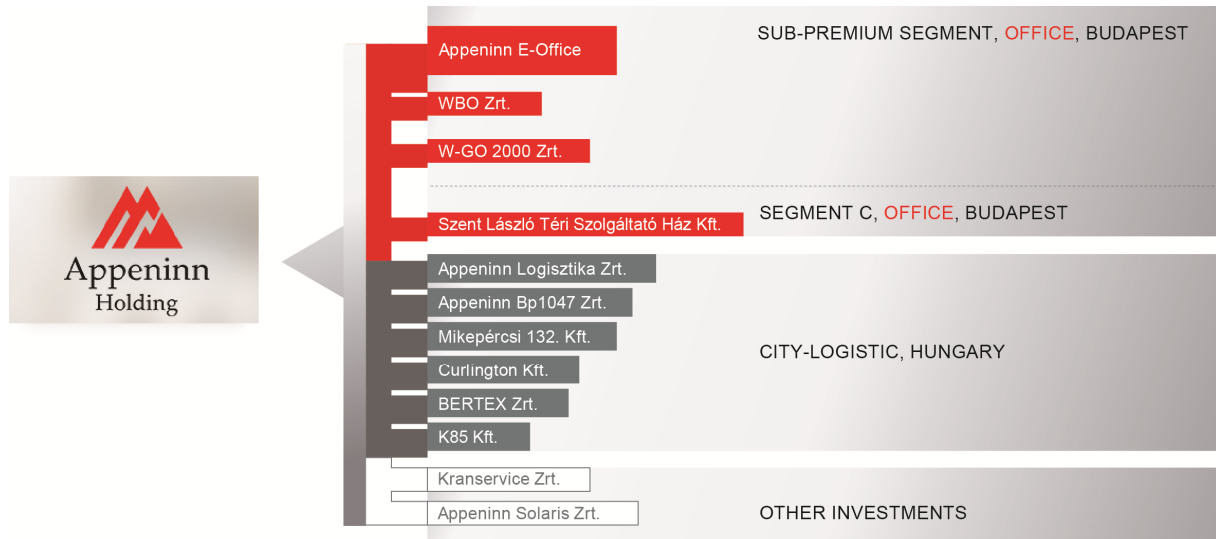 Appeninn
Holding
SUB-PREMIUM SEGMENT, OFFICE, BUDAPEST
Appeninn E-Office
WBO Zrt.
W-GO 2000 Zrt.
SEGMENT C, OFFICE, BUDAPEST
Szent László Téri Szolgáltató Ház Kft.
Appeninn Logisztika Zrt.
Appeninn Bp1047 Zrt.
Mikepércsi 132. Kft.
CITY-LOGISTIC, HUNGARY
Curlington Kft.
BERTEX Zrt.
K85 Kft.
Kranservice Zrt.
Appeninn Solaris Zrt.
OTHER INVESTMENTS